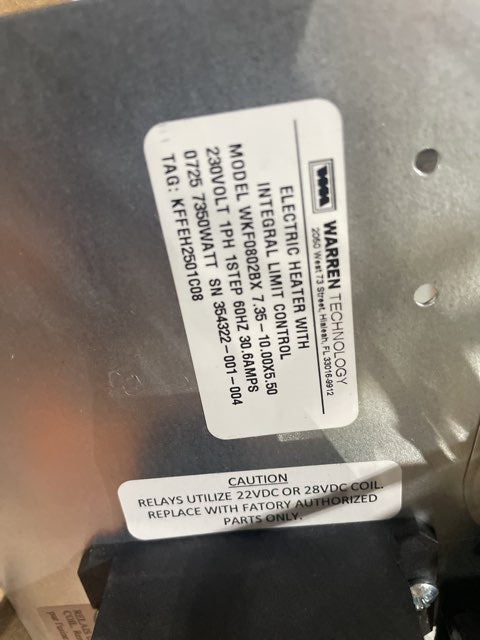 WARREN TECHNOLOGY
2050 West 73 Street, Hialeah, FL 33016-9912
ELECTRIC HEATER WITH
INTEGRAL LIMIT CONTROL
MODEL WKF0802BX 7.35-10.00X5.50
230VOLT 1PH 1STEP 60HZ 30.6AMPS
0725 7350WATT SN 354322-001-004
TAG: KFFEH2501C08
CAUTION
RELAYS UTILIZE 22VDC OR 28VDC COIL.
REPLACE WITH FATORY AUTHORIZED
PARTS ONLY.